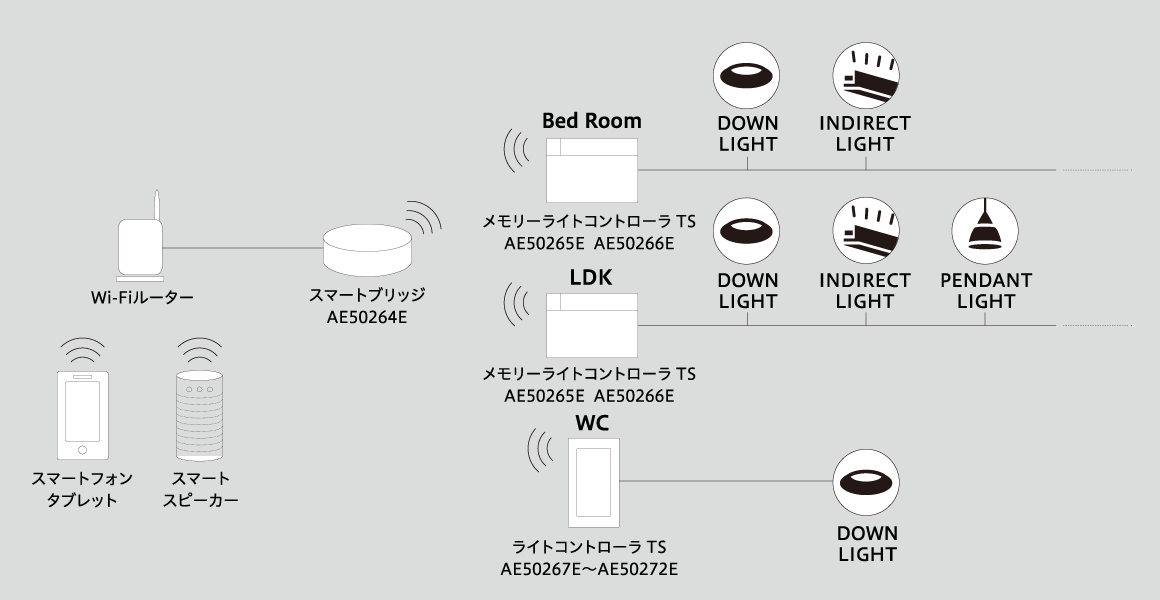 Bed Room
DOWN
LIGHT
INDIRECT
LIGHT
メモリーライトコントローラ TS
AE50265E AE50266E
Wi-Fiルーター
スマートブリッジ
AE50264E
LDK
DOWN
LIGHT
INDIRECT
LIGHT
PENDANT
LIGHT
メモリーライトコントローラ TS
AE50265E AE50266E
スマートフォン
タブレット
スマート
スピーカー
WC
DOWN
LIGHT
ライトコントローラ TS
AE50267E〜AE50272E